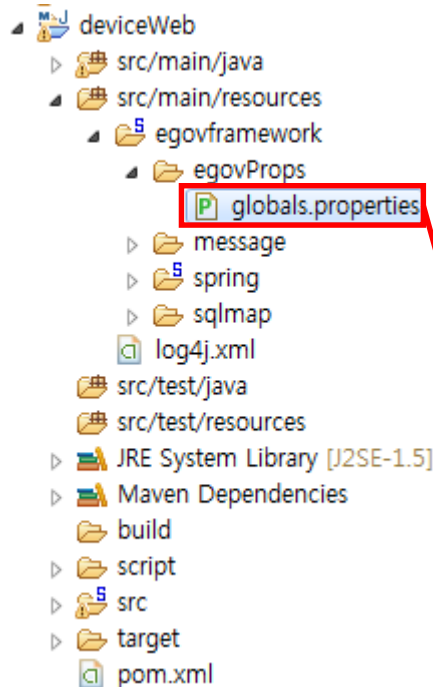 deviceWeb
src/main/java
src/main/resources
egovframework
egovProps
globals.properties
message
spring
sqlmap
log4j.xml
src/test/java
src/test/resources
JRE System Library [J2SE-1.5]
Maven Dependencies
build
script
src
target
pom.xml